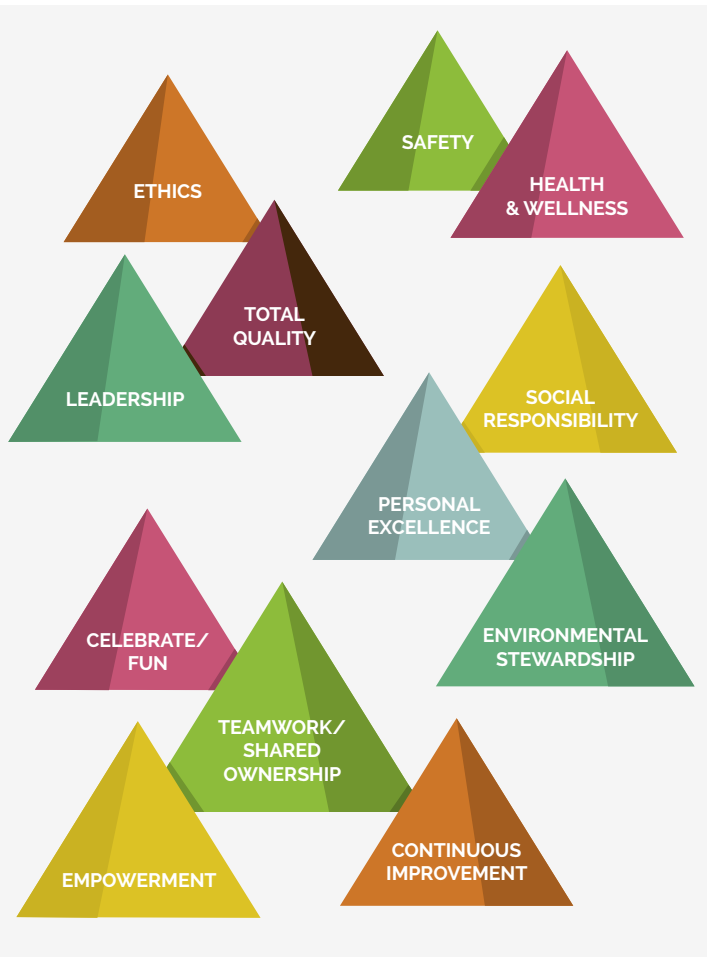 SAFETY
HEALTH
& WELLNESS
ETHICS
TOTAL
QUALITY
LEADERSHIP
SOCIAL
RESPONSIBILITY
PERSONAL
EXCELLENCE
CELEBRATE/
FUN
ENVIRONMENTAL
STEWARDSHIP
TEAMWORK/
SHARED
OWNERSHIP
EMPOWERMENT
CONTINUOUS
IMPROVEMENT